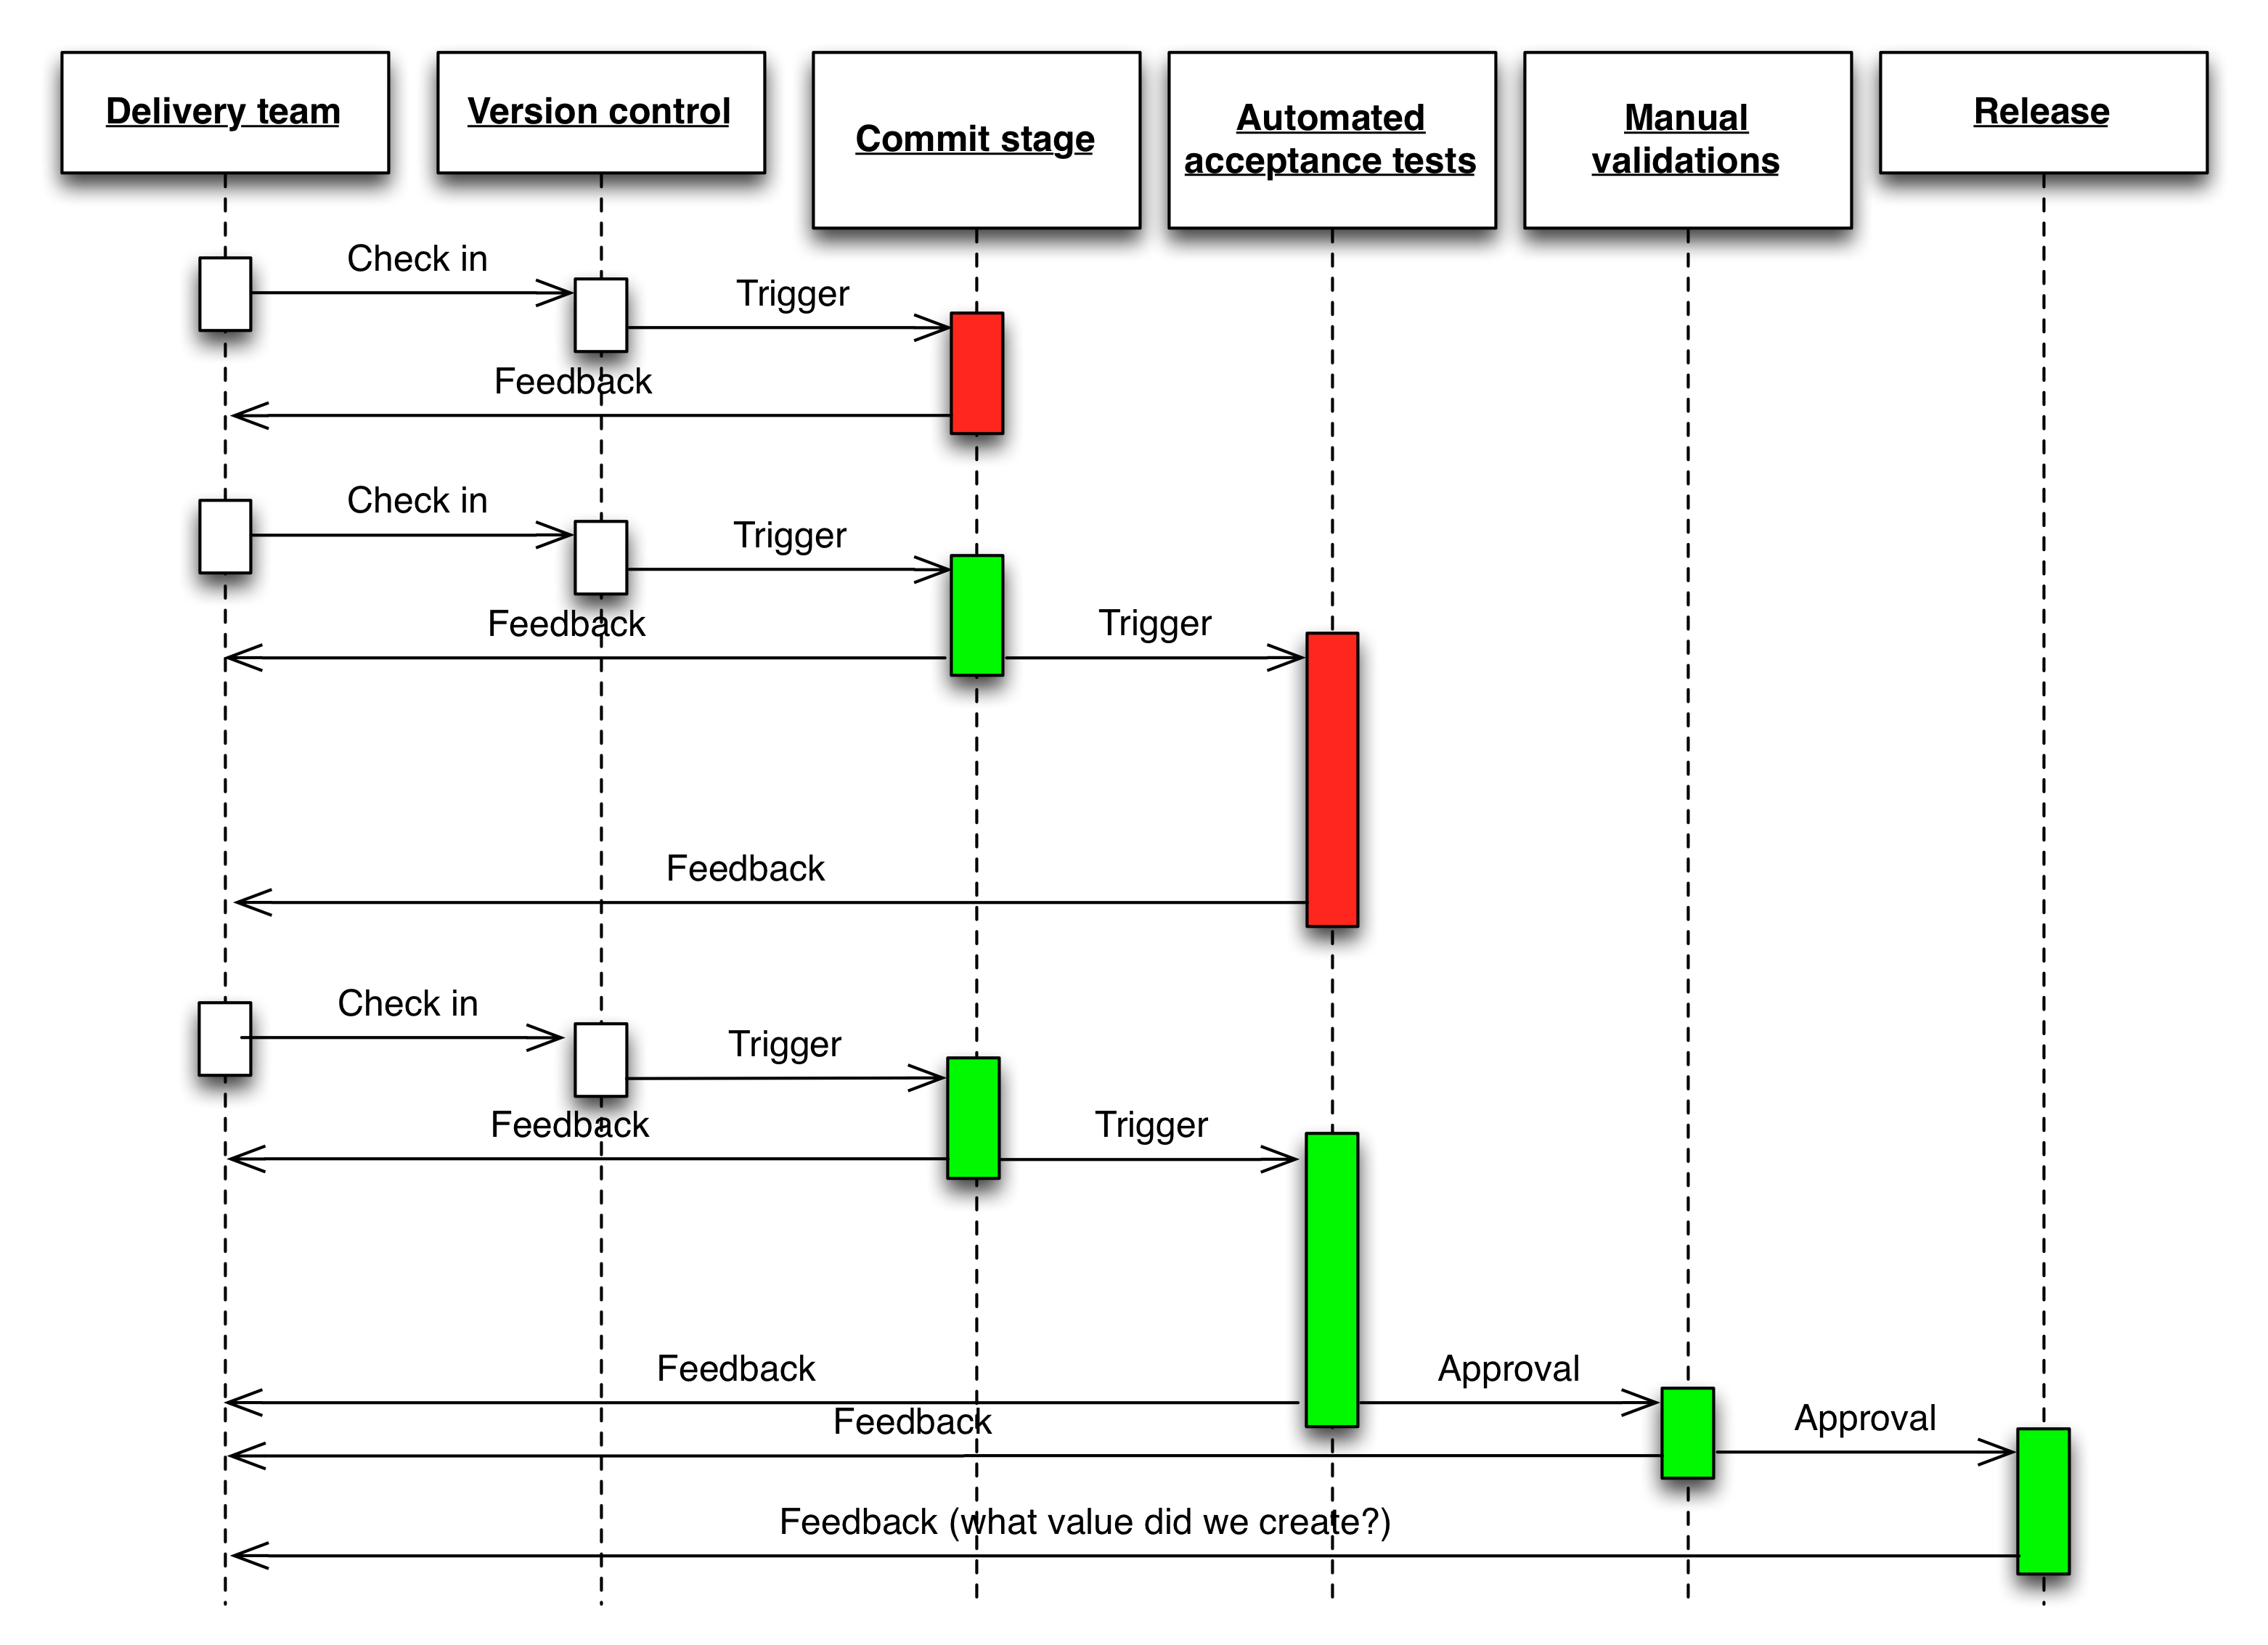 Delivery team
Version control
Commit stage
Automated
acceptance tests
Manual
validations
Release
Check in
Trigger
Feedback
Check in
Trigger
Feedback
Trigger
Feedback
Check in
Trigger
Feedback
Trigger
Feedback
Approval
Feedback
Approval
Feedback (what value did we create?)